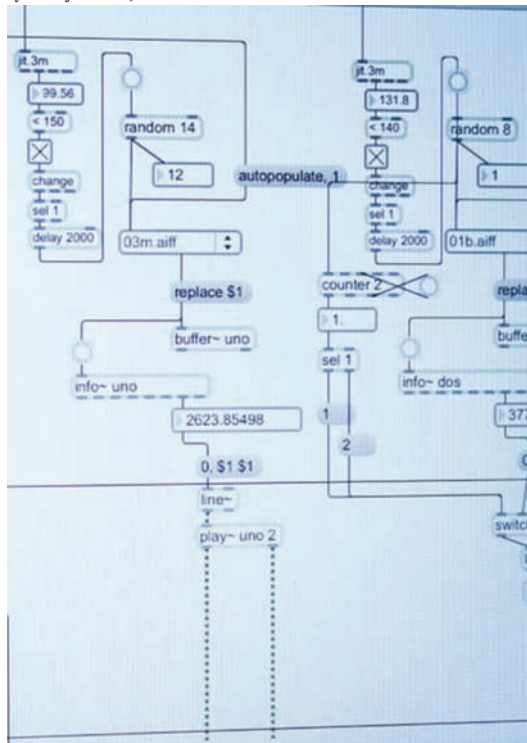 jit.3m
99.56
< 150
change
sel 1
delay 2000
random 14
12
03m.aiff
replace $1
buffer~ uno
info~ uno
2623.85498
0, $1 $1
line~
play~ uno 2
autopopulate, 1
counter 2
1.
sel 1
1
2
jit.3m
131.8
< 140
change
sel 1
delay 2000
random 8
1
01b.aiff
info~ dos